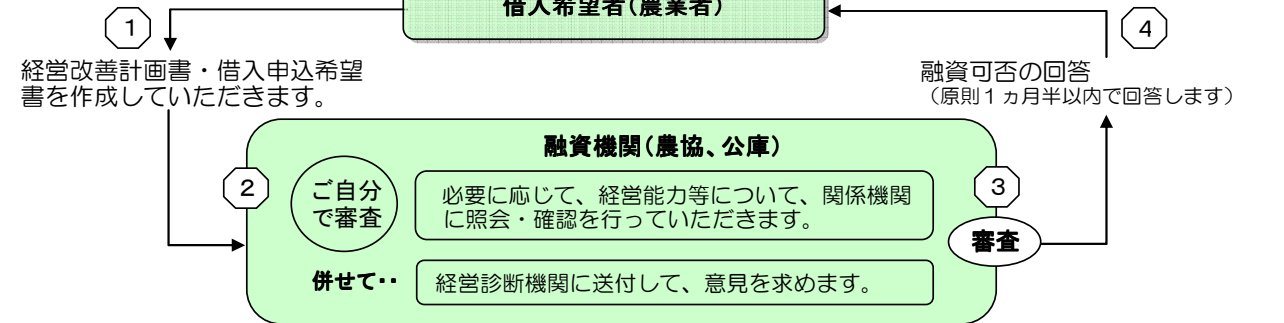 借入希望者（農業者）
1
4
経営改善計画書・借入申込希望
書を作成していただきます。
融資可否の回答
（原則１ヵ月半以内で回答します）
融資機関（農協、公庫）
2
ご自分
で審査
必要に応じて、経営能力等について、関係機関
に照会・確認を行っていただきます。
3
審査
併せて・・
経営診断機関に送付して、意見を求めます。